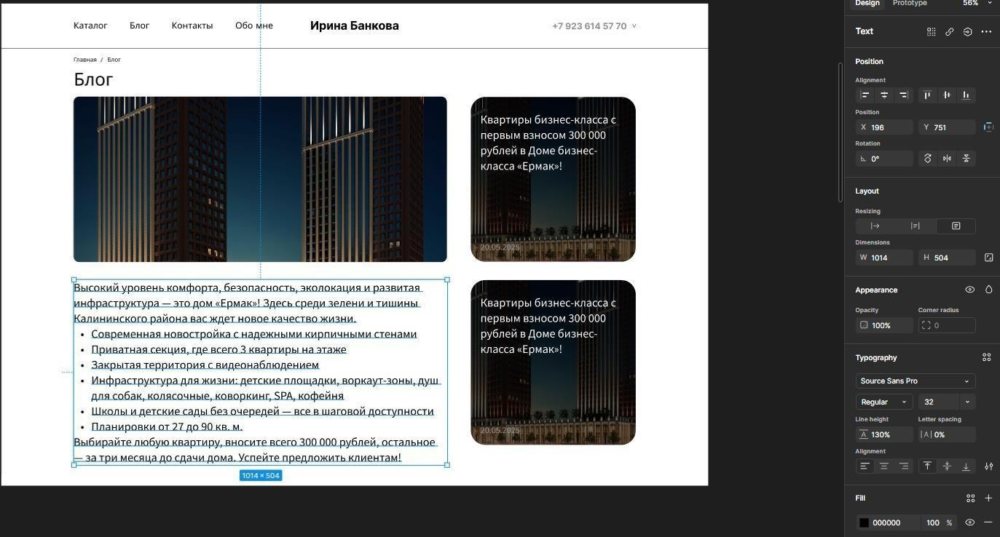 Design Prototype 56%
Каталог Блог Контакты Обо мне Ирина Банкова +7 923 614 57 70
Text
Главная / Блог
Блог
Position
Alignment
Position
X 196 Y 751
Rotation
0°
Layout
Resizing
Dimensions
W 1014 H 504
Appearance
Opacity Corner radius
100% 0
Typography
Source Sans Pro
Regular 32
Line height Letter spacing
130% 0%
Alignment
Fill
000000 100 %
Квартиры бизнес-класса с
первым взносом 300 000
рублей в Доме бизнес-
класса «Ермак»!
20.05.2025
Высокий уровень комфорта, безопасность, эколокация и развитая
инфраструктура — это дом «Ермак»! Здесь среди зелени и тишины
Калининского района вас ждет новое качество жизни.
• Современная новостройка с надежными кирпичными стенами
• Приватная секция, где всего 3 квартиры на этаже
• Закрытая территория с видеонаблюдением
• Инфраструктура для жизни: детские площадки, воркаут-зоны, душ
для собак, колясочные, коворкинг, SPA, кофейня
• Школы и детские сады без очередей — все в шаговой доступности
• Планировки от 27 до 90 кв. м.
Выбирайте любую квартиру, вносите всего 300 000 рублей, остальное
— за три месяца до сдачи дома. Успейте предложить клиентам!
1014 × 504
Квартиры бизнес-класса с
первым взносом 300 000
рублей в Доме бизнес-
класса «Ермак»!
20.05.2025